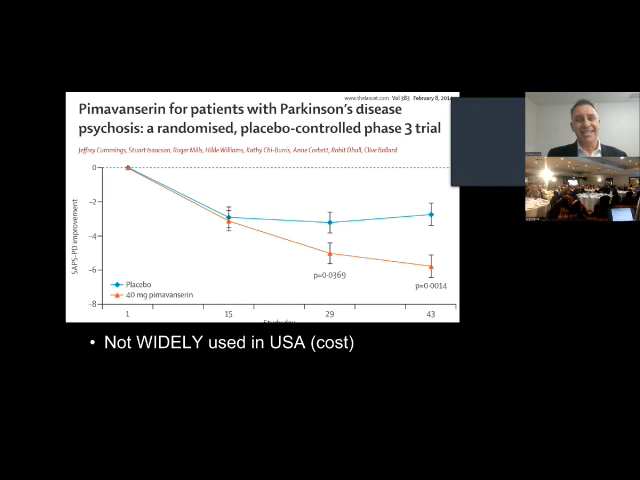 www.thelancet.com Vol 383 February 8, 2014
Pimavanserin for patients with Parkinson's disease
psychosis: a randomised, placebo-controlled phase 3 trial
Jeffrey Cummings, Stuart Isaacson, Roger Mills, Hilde Williams, Kathy Chi-Burris, Anne Corbett, Rohit Dhall, Clive Ballard
SAPS-PD improvement
0
-2
-4
-6
-8
p=0·0369
p=0·0014
Placebo
40 mg pimavanserin
1
15
29
43
Study day
• Not WIDELY used in USA (cost)